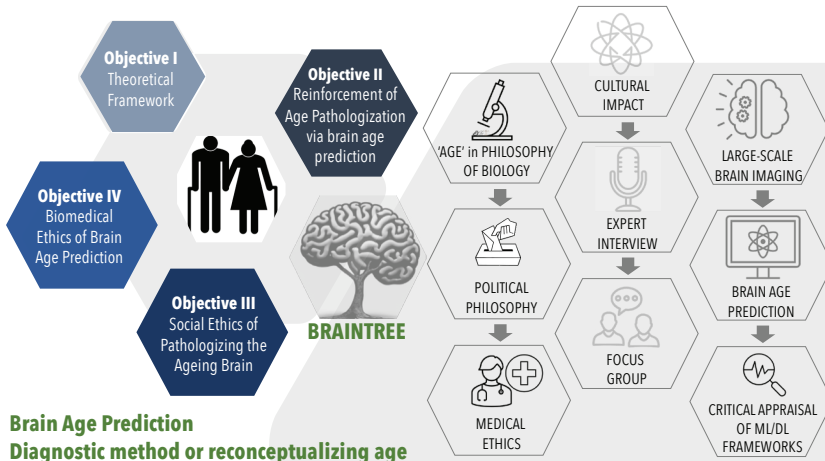 Objective I
Theoretical
Framework
Objective II
Reinforcement of
Age Pathologization
via brain age
prediction
Objective IV
Biomedical
Ethics of Brain
Age Prediction
Objective III
Social Ethics of
Pathologizing the
Ageing Brain
BRAINTREE
Brain Age Prediction
Diagnostic method or reconceptualizing age
'AGE' in PHILOSOPHY
OF BIOLOGY
POLITICAL
PHILOSOPHY
MEDICAL
ETHICS
CULTURAL
IMPACT
EXPERT
INTERVIEW
FOCUS
GROUP
LARGE-SCALE
BRAIN IMAGING
BRAIN AGE
PREDICTION
CRITICAL APPRAISAL
OF ML/DL
FRAMEWORKS